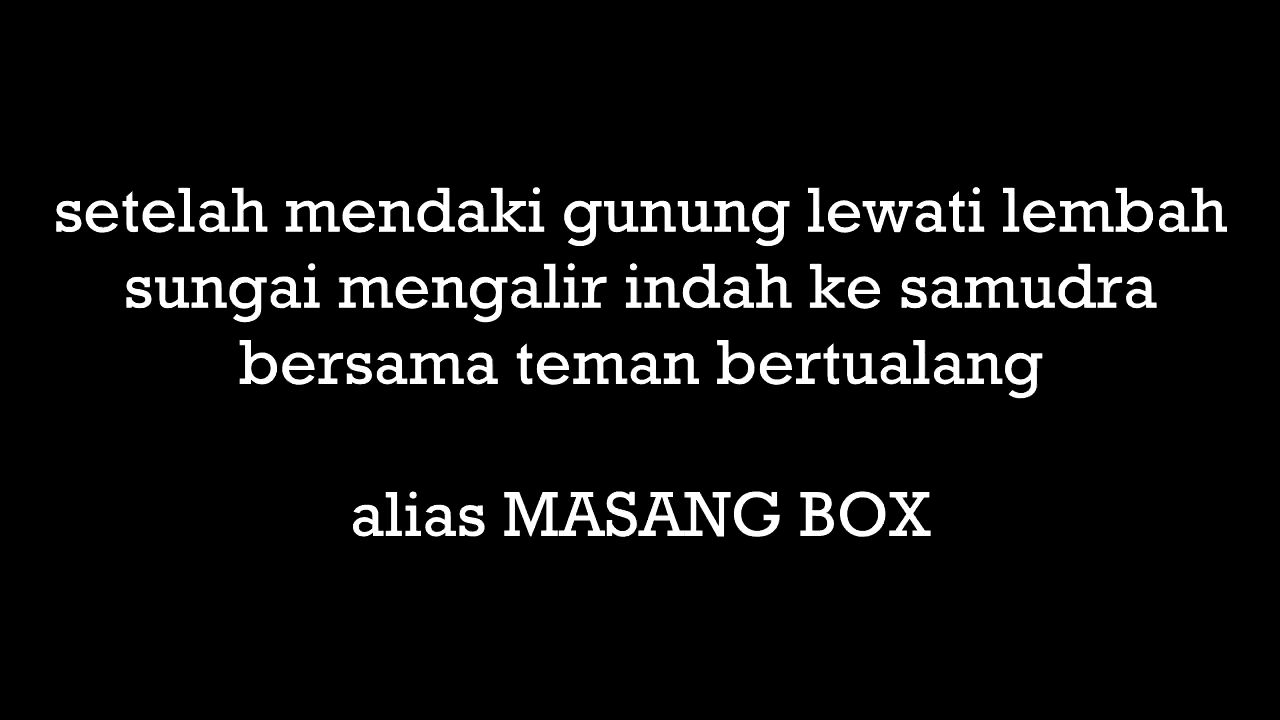 setelah mendaki gunung lewati lembah
sungai mengalir indah ke samudra
bersama teman bertualang
alias MASANG BOX